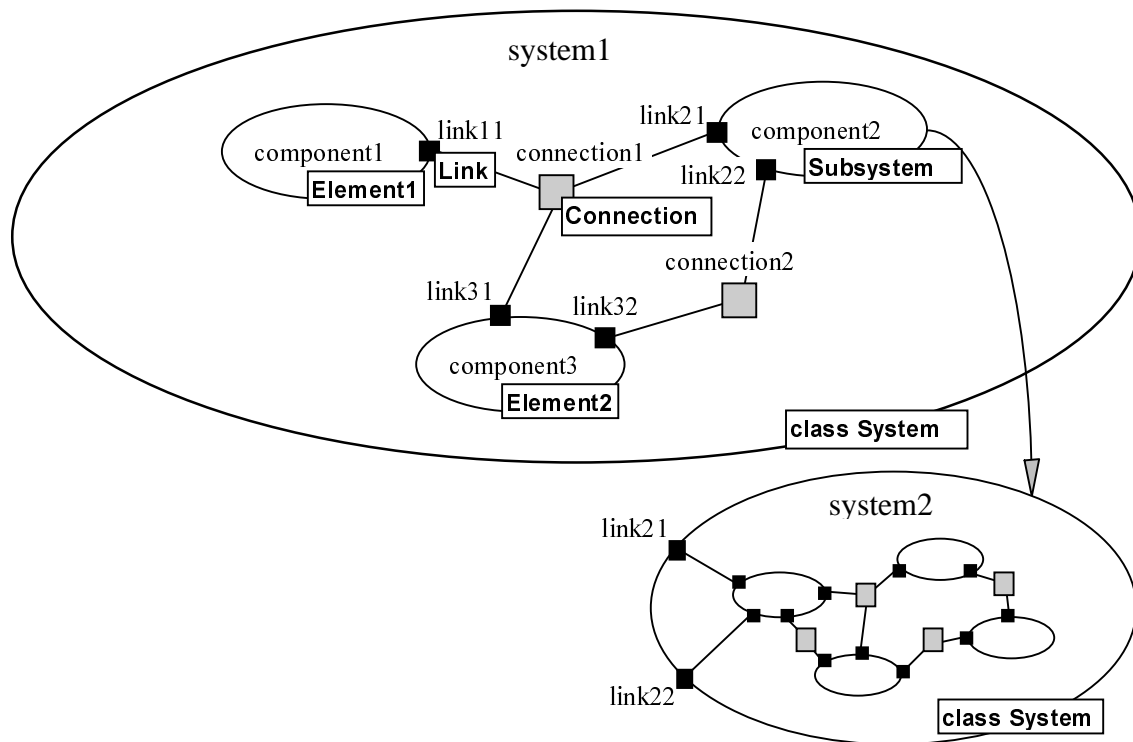 system1
link21
component2
link11
component1
connection1
Link
Subsystem
link22
Element1
Connection
connection2
link31
link32
component3
Element2
class System
system2
link21
link22
class System